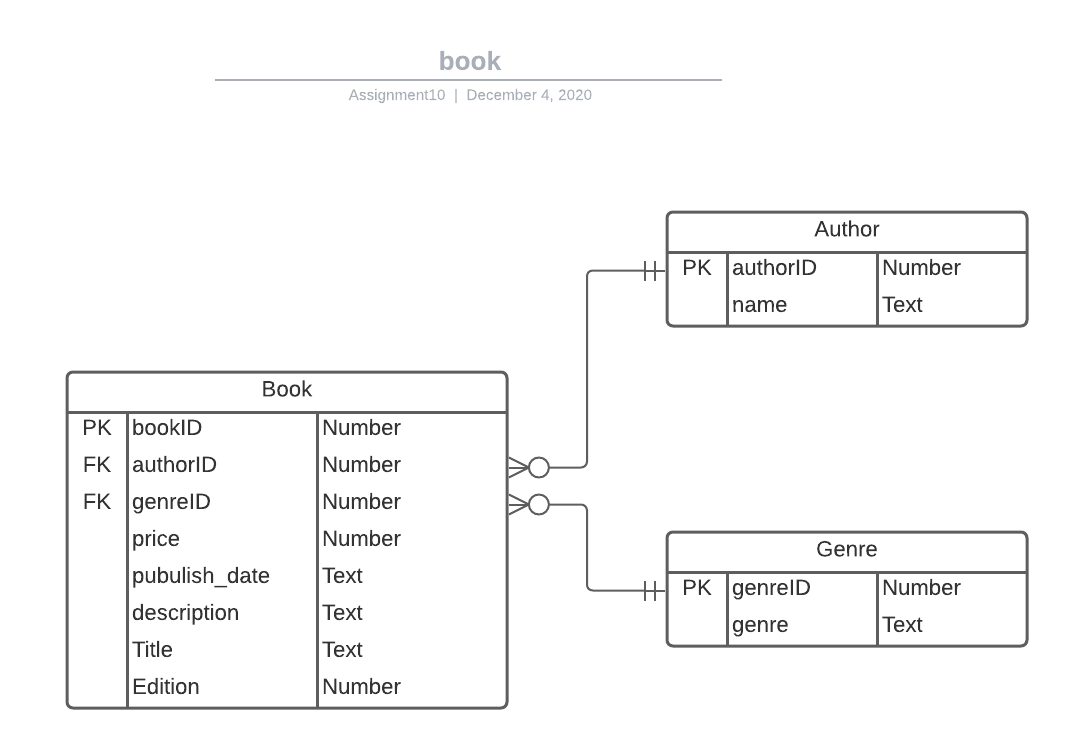 book
Assignment10 | December 4, 2020
Author
PK authorID Number
name Text
Book
PK bookID Number
FK authorID Number
FK genreID Number
price Number
pubulish_date Text
description Text
Title Text
Edition Number
Genre
PK genreID Number
genre Text